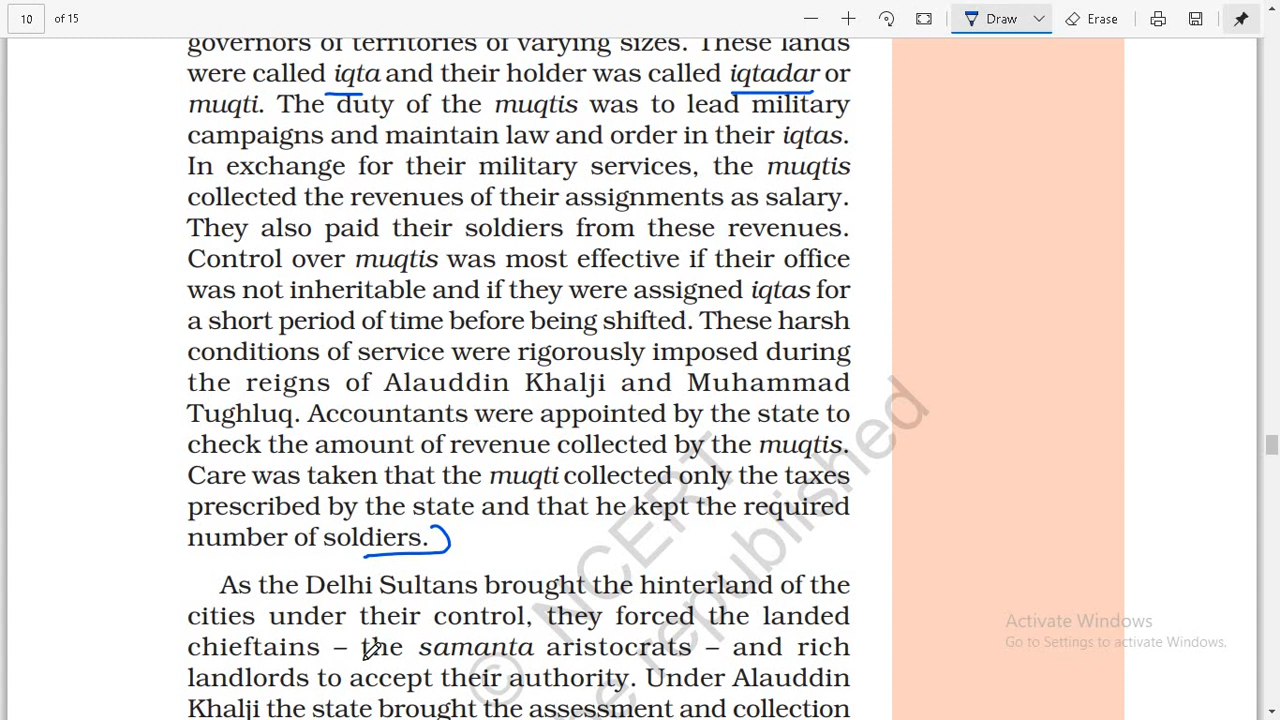 10 of 15
Draw
Erase
governors of territories of varying sizes. These lands
were called iqta and their holder was called iqtadar or
muqti. The duty of the muqtis was to lead military
campaigns and maintain law and order in their iqtas.
In exchange for their military services, the muqtis
collected the revenues of their assignments as salary.
They also paid their soldiers from these revenues.
Control over muqtis was most effective if their office
was not inheritable and if they were assigned iqtas for
a short period of time before being shifted. These harsh
conditions of service were rigorously imposed during
the reigns of Alauddin Khalji and Muhammad
Tughluq. Accountants were appointed by the state to
check the amount of revenue collected by the muqtis.
Care was taken that the muqti collected only the taxes
prescribed by the state and that he kept the required
number of soldiers.
As the Delhi Sultans brought the hinterland of the
cities under their control, they forced the landed
chieftains – the samanta aristocrats – and rich
landlords to accept their authority. Under Alauddin
Khalji the state brought the assessment and collection
© NCERT
be republished
Activate Windows
Go to Settings to activate Windows.